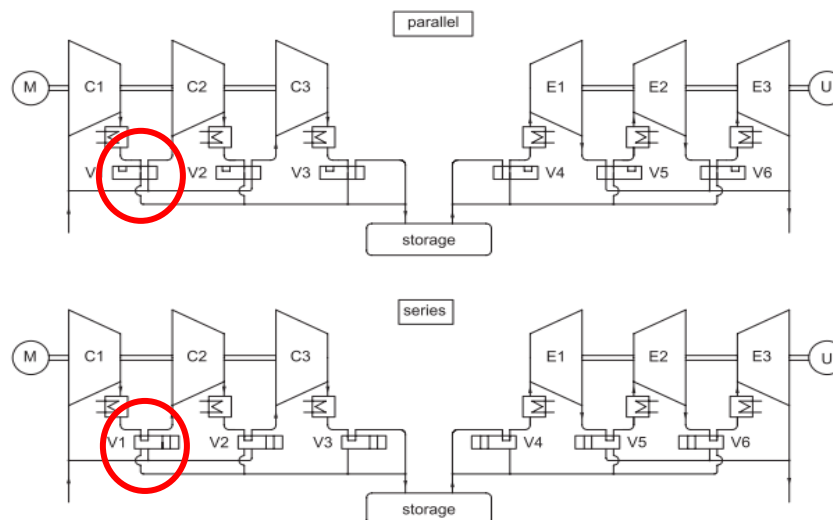 parallel
M C1 C2 C3 E1 E2 E3 U
V V2 V3 V4 V5 V6
storage
series
M C1 C2 C3 E1 E2 E3 U
V1 V2 V3 V4 V5 V6
storage